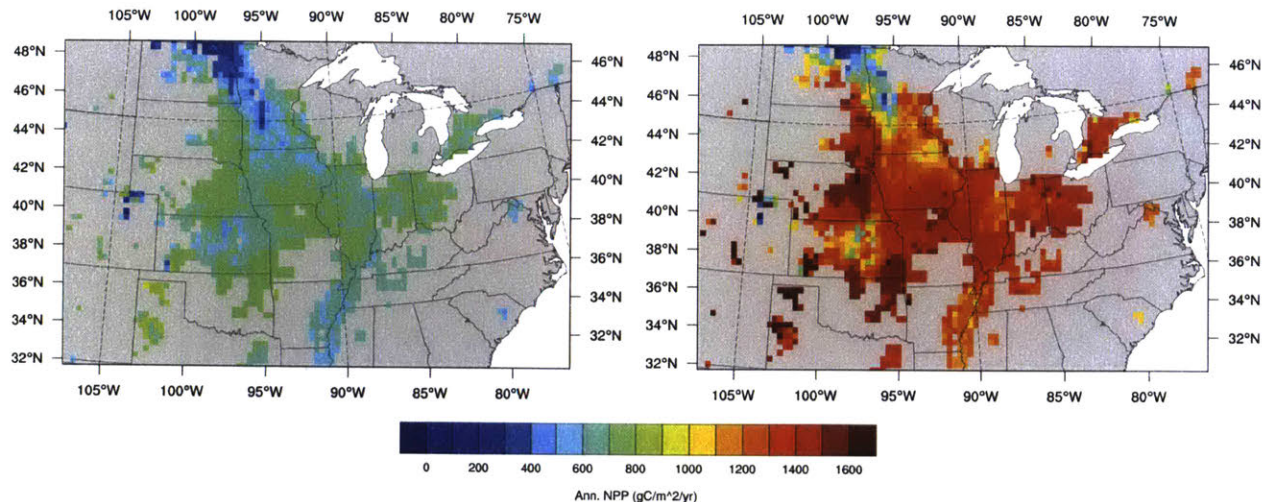 105°W 100°W 95°W 90°W 85°W 80°W 75°W
105°W 100°W 95°W 90°W 85°W 80°W 75°W
48°N
46°N
44°N
42°N
40°N
38°N
36°N
34°N
32°N
46°N
44°N
42°N
40°N
38°N
36°N
34°N
32°N
48°N
46°N
44°N
42°N
40°N
38°N
36°N
34°N
32°N
46°N
44°N
42°N
40°N
38°N
36°N
34°N
32°N
105°W 100°W 95°W 90°W 85°W 80°W
105°W 100°W 95°W 90°W 85°W 80°W
0 200 400 600 800 1000 1200 1400 1600
Ann. NPP (gC/m^2/yr)